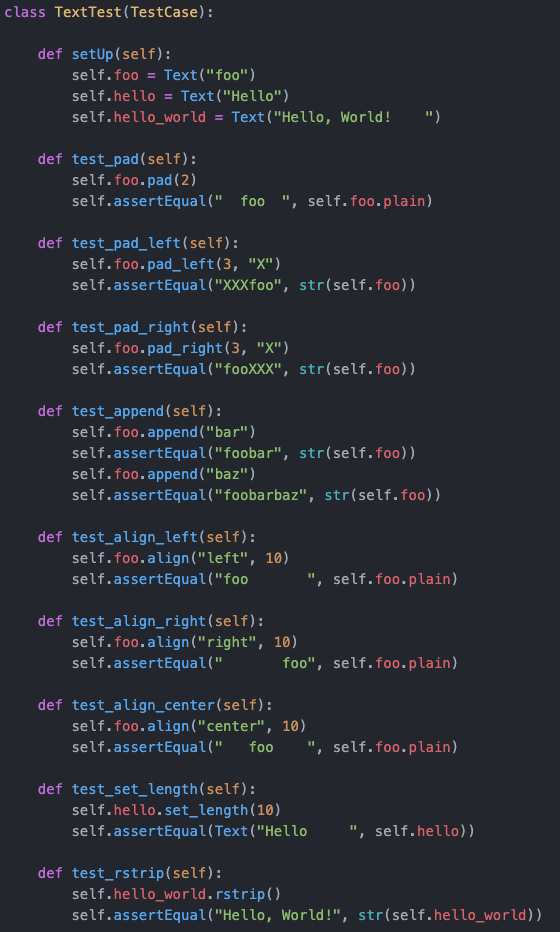 class TextTest(TestCase):

    def setUp(self):
        self.foo = Text("foo")
        self.hello = Text("Hello")
        self.hello_world = Text("Hello, World!    ")

    def test_pad(self):
        self.foo.pad(2)
        self.assertEqual("  foo  ", self.foo.plain)

    def test_pad_left(self):
        self.foo.pad_left(3, "X")
        self.assertEqual("XXXfoo", str(self.foo))

    def test_pad_right(self):
        self.foo.pad_right(3, "X")
        self.assertEqual("fooXXX", str(self.foo))

    def test_append(self):
        self.foo.append("bar")
        self.assertEqual("foobar", str(self.foo))
        self.foo.append("baz")
        self.assertEqual("foobarbaz", str(self.foo))

    def test_align_left(self):
        self.foo.align("left", 10)
        self.assertEqual("foo       ", self.foo.plain)

    def test_align_right(self):
        self.foo.align("right", 10)
        self.assertEqual("       foo", self.foo.plain)

    def test_align_center(self):
        self.foo.align("center", 10)
        self.assertEqual("   foo    ", self.foo.plain)

    def test_set_length(self):
        self.hello.set_length(10)
        self.assertEqual(Text("Hello     ", self.hello))

    def test_rstrip(self):
        self.hello_world.rstrip()
        self.assertEqual("Hello, World!", str(self.hello_world))